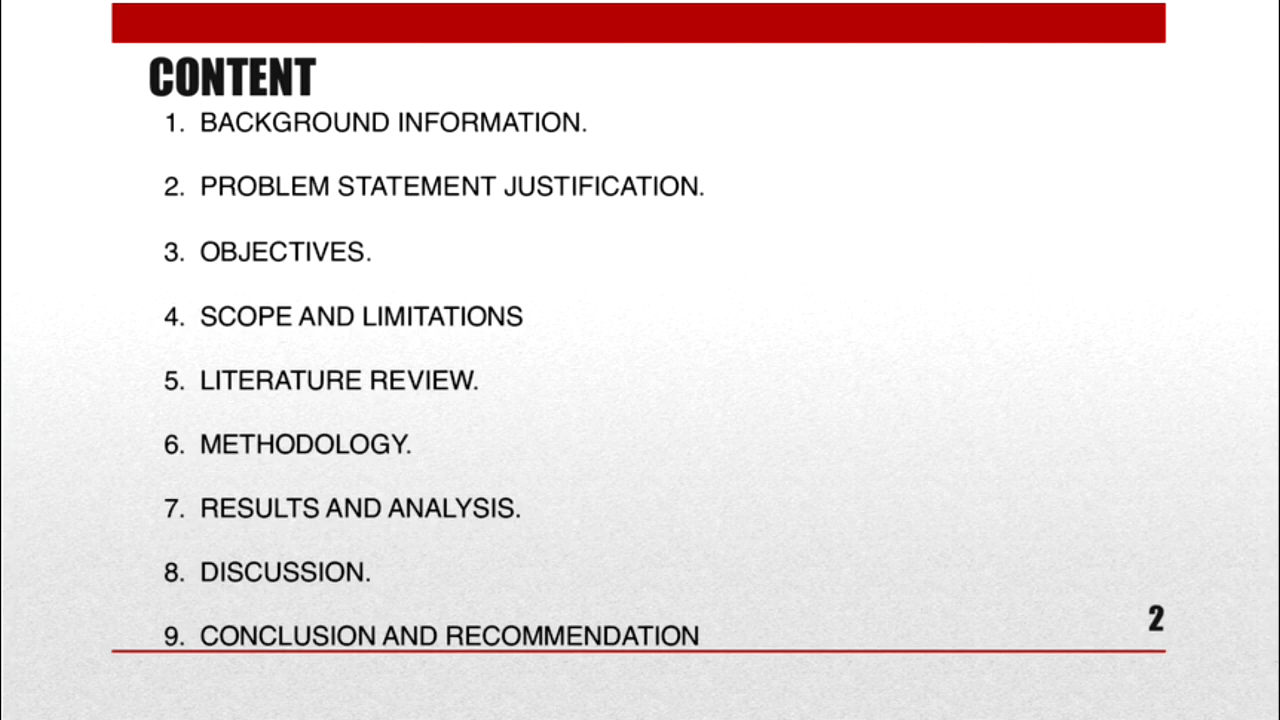 CONTENT
1. BACKGROUND INFORMATION.
2. PROBLEM STATEMENT JUSTIFICATION.
3. OBJECTIVES.
4. SCOPE AND LIMITATIONS
5. LITERATURE REVIEW.
6. METHODOLOGY.
7. RESULTS AND ANALYSIS.
8. DISCUSSION.
9. CONCLUSION AND RECOMMENDATION
2